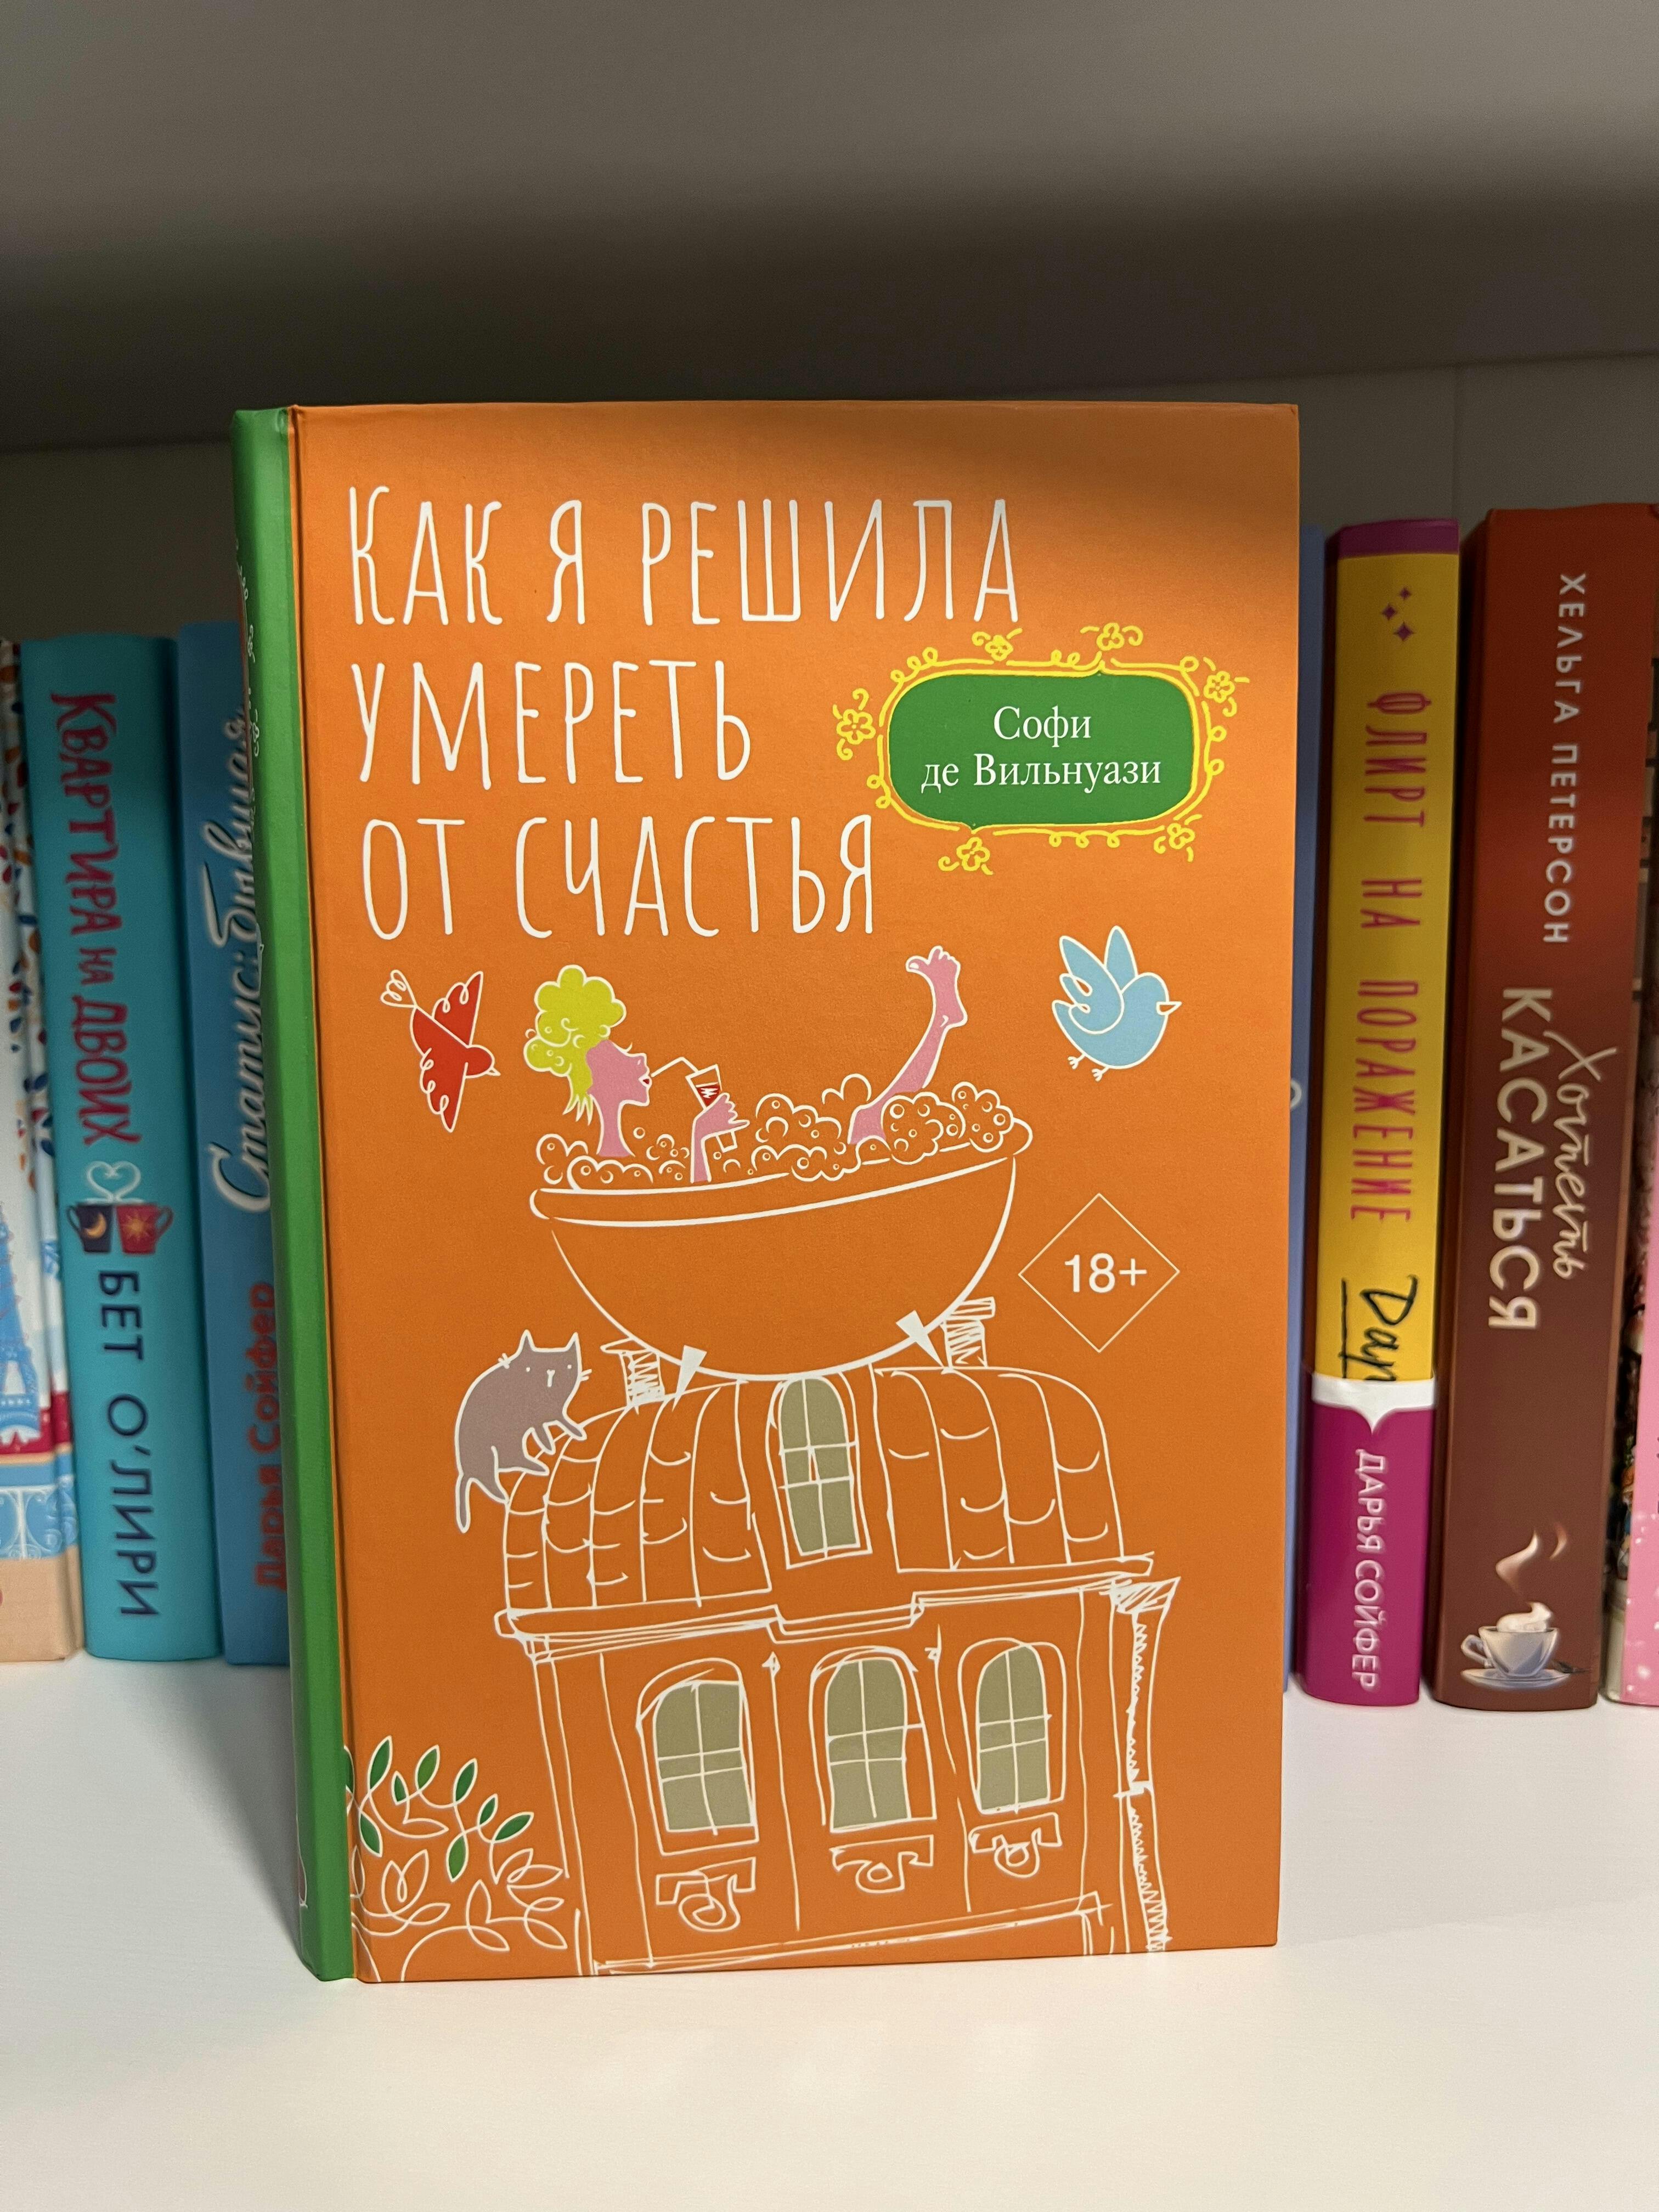 КАК Я РЕШИЛА
УМЕРЕТЬ
ОТ СЧАСТЬЯ
Софи
де Вильнуази
18+
КВАРТИРА НА ДВОИХ
БЕТ О'ЛИРИ
Бывшая
Дарья Сойфер
ФЛИРТ НА ПОРАЖЕНИЕ
ДАРЬЯ СОЙФЕР
ХЕЛЬГА ПЕТЕРСОН
Хотеть
КАСАТЬСЯ